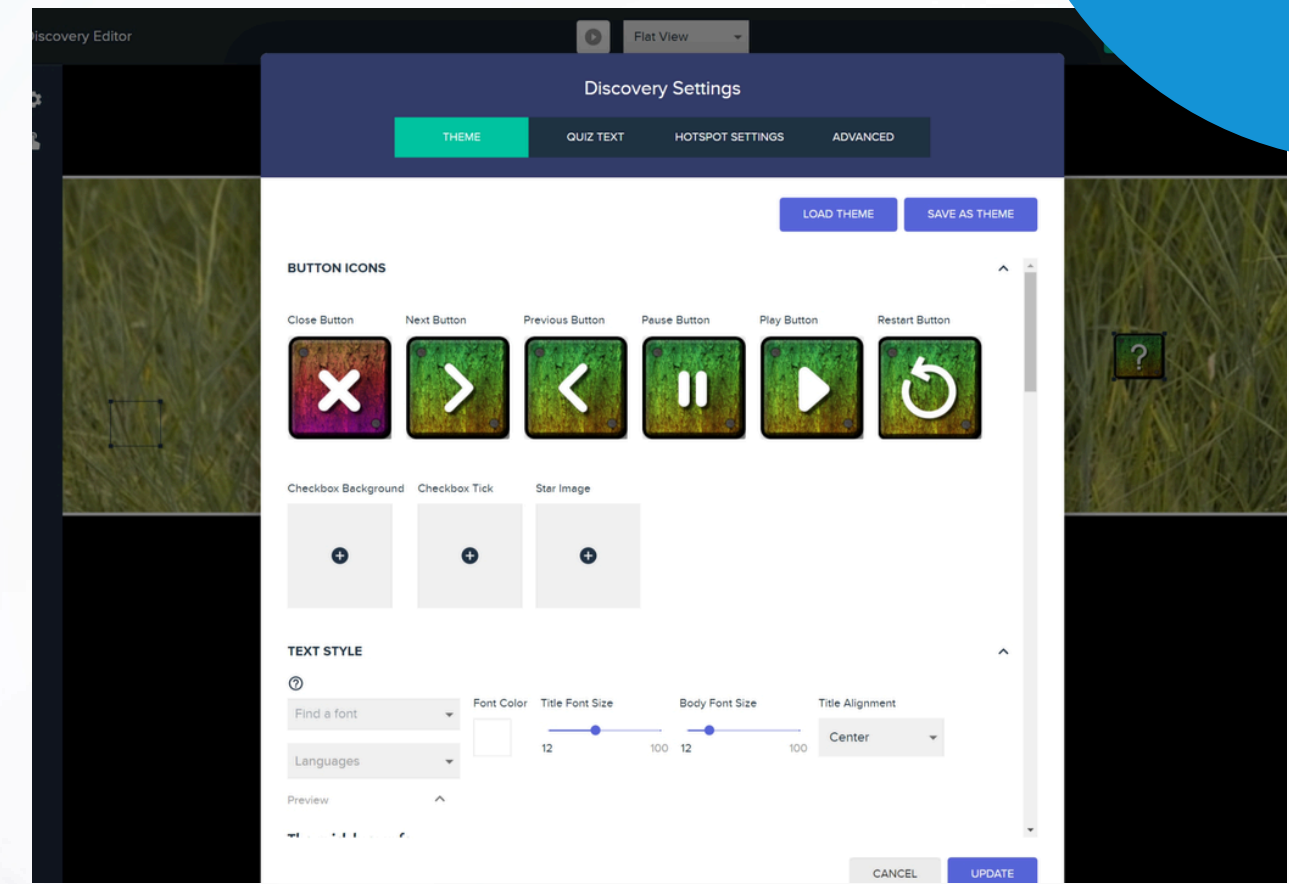 Discovery Editor
Flat View
Discovery Settings
THEME QUIZ TEXT HOTSPOT SETTINGS ADVANCED
LOAD THEME SAVE AS THEME
BUTTON ICONS
Close Button Next Button Previous Button Pause Button Play Button Restart Button
?
Checkbox Background Checkbox Tick Star Image
TEXT STYLE
Find a font
Font Color Title Font Size Body Font Size Title Alignment
12 100 12 100
Center
Languages
Preview
CANCEL UPDATE